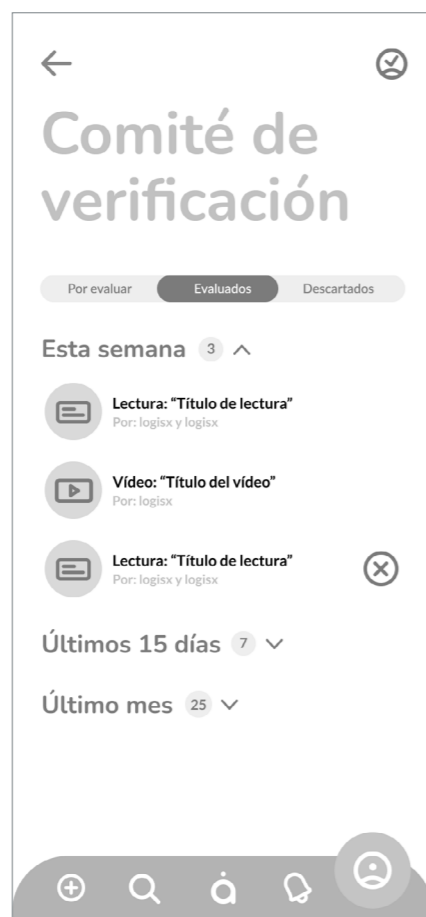 Comité de
verificación
Por evaluar Evaluados Descartados
Esta semana 3
Lectura: “Título de lectura”
Por: logisx y logisx
Vídeo: “Título del vídeo”
Por: logisx
Lectura: “Título de lectura”
Por: logisx y logisx
Últimos 15 días 7
Último mes 25